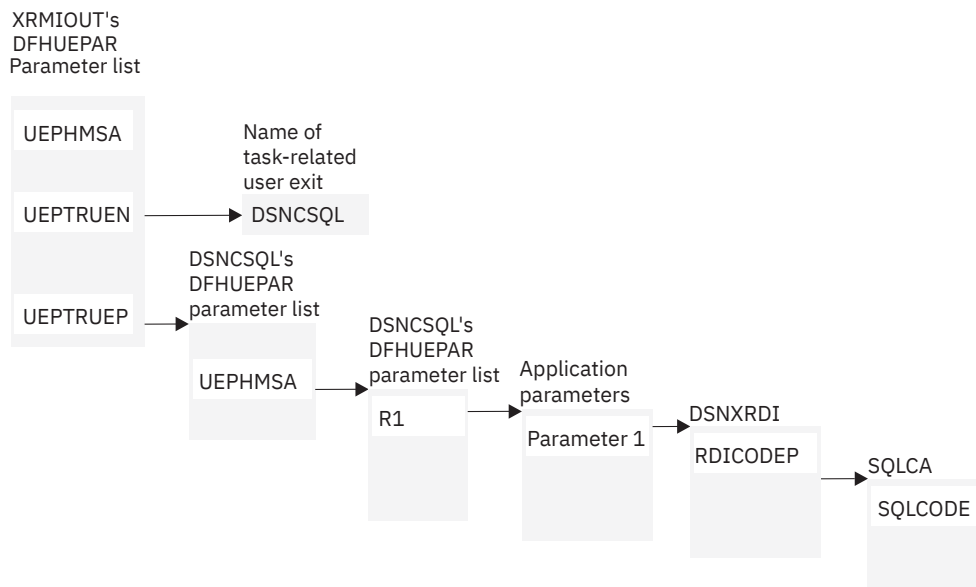 XRMIOUT's
DFHUEPAR
Parameter list
UEPHMSA
UEPTRUEN
UEPTRUEP
Name of
task-related
user exit
DSNCSQL
DSNCSQL's
DFHUEPAR
parameter list
UEPHMSA
DSNCSQL's
DFHUEPAR
parameter list
R1
Application
parameters
Parameter 1
DSNXRDI
RDICODEP
SQLCA
SQLCODE